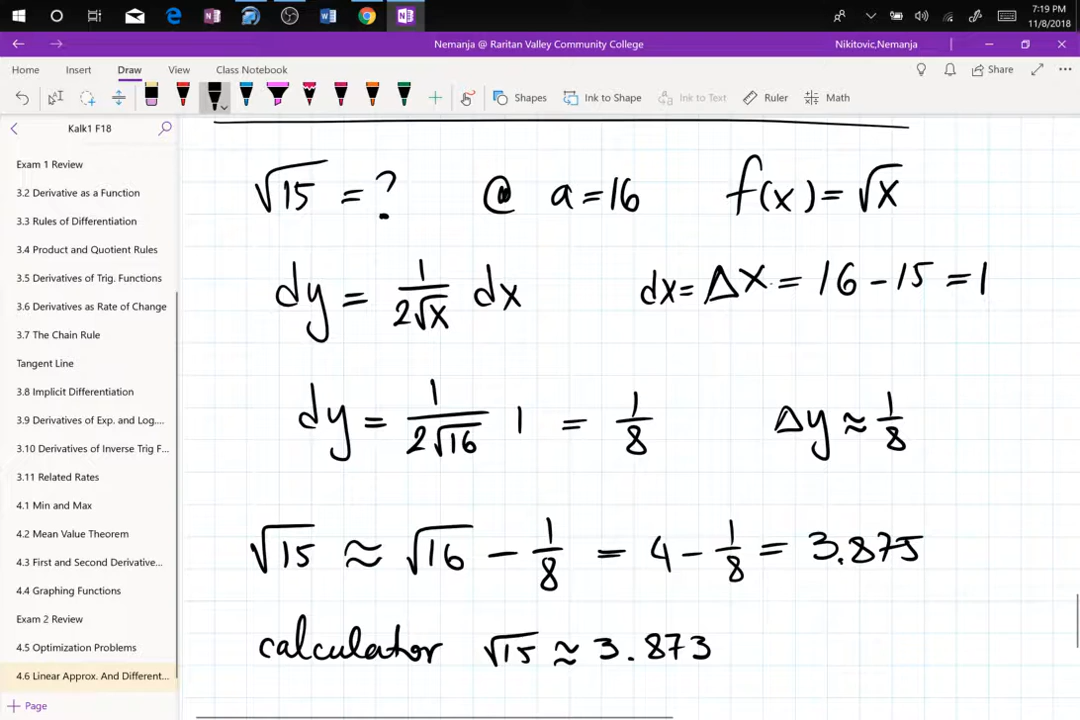 7:19 PM
11/8/2018
Nemanja @ Raritan Valley Community College
Nikitovic,Nemanja
Home Insert Draw View Class Notebook
Share
Shapes Ink to Shape Ink to Text Ruler Math
Kalk1 F18
Exam 1 Review
3.2 Derivative as a Function
3.3 Rules of Differentiation
3.4 Product and Quotient Rules
3.5 Derivatives of Trig. Functions
3.6 Derivatives as Rate of Change
3.7 The Chain Rule
Tangent Line
3.8 Implicit Differentiation
3.9 Derivatives of Exp. and Log....
3.10 Derivatives of Inverse Trig F...
3.11 Related Rates
4.1 Min and Max
4.2 Mean Value Theorem
4.3 First and Second Derivative...
4.4 Graphing Functions
Exam 2 Review
4.5 Optimization Problems
4.6 Linear Approx. And Different...
+ Page
√15 = ? @ a=16 f(x)= √x
dy = 1/(2√x) dx dx= Δx = 16 - 15 = 1
dy = 1/(2√16) 1 = 1/8 Δy ≈ 1/8
√15 ≈ √16 - 1/8 = 4 - 1/8 = 3.875
calculator √15 ≈ 3.873